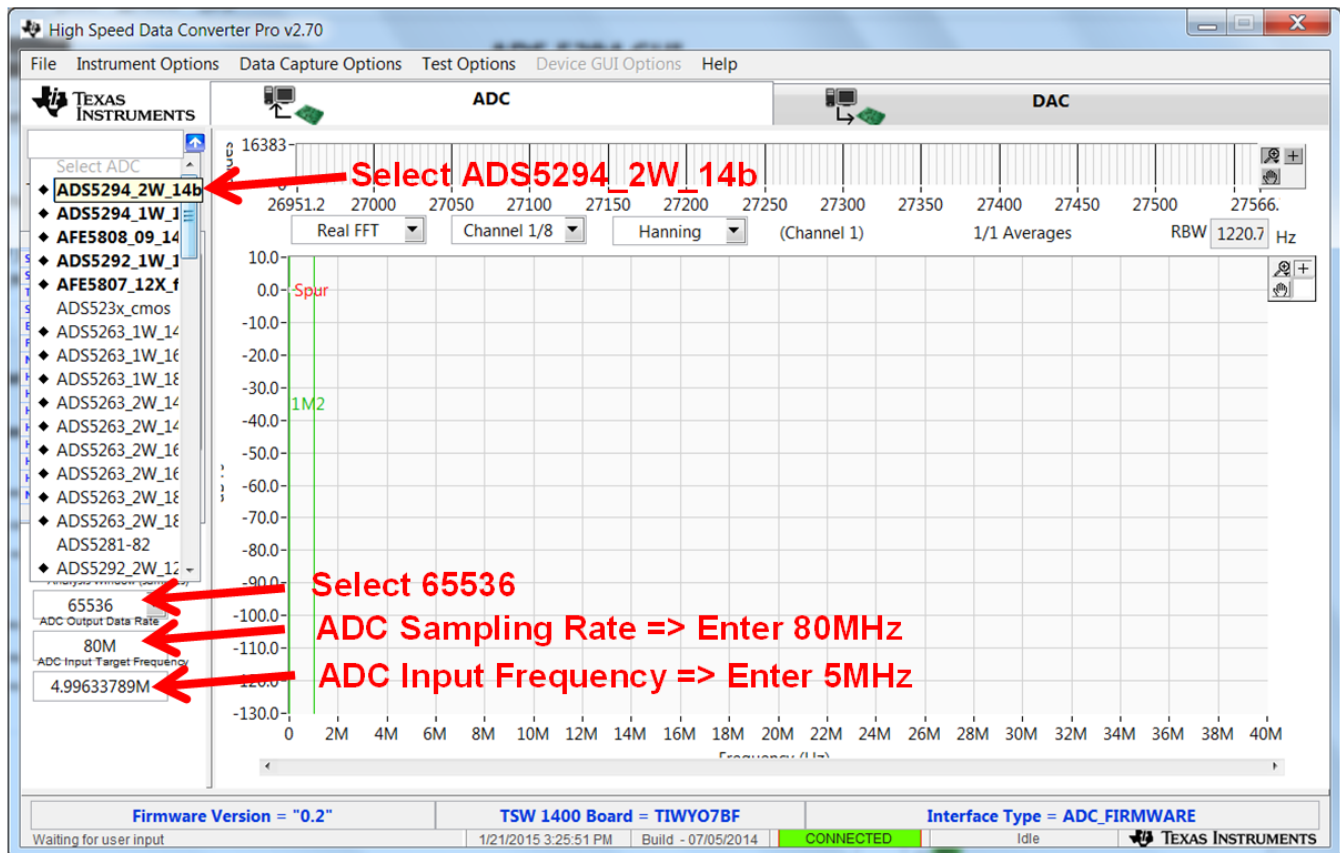 High Speed Data Converter Pro v2.70
File Instrument Options Data Capture Options Test Options Device GUI Options Help
TEXAS INSTRUMENTS
ADC
DAC
Select ADC
ADS5294_2W_14b
ADS5294_1W_1
AFE5808_09_14
ADS5292_1W_1
AFE5807_12X_f
ADS523x_cmos
ADS5263_1W_14
ADS5263_1W_16
ADS5263_1W_18
ADS5263_2W_14
ADS5263_2W_14
ADS5263_2W_16
ADS5263_2W_16
ADS5263_2W_18
ADS5263_2W_18
ADS5281-82
ADS5292_2W_12
Analysis Window (samples)
65536
ADC Output Data Rate
80M
ADC Input Target Frequency
4.99633789M
16383
Select ADS5294_2W_14b
26951.2 27000 27050 27100 27150 27200 27250 27300 27350 27400 27450 27500 27566.
Real FFT Channel 1/8 Hanning (Channel 1) 1/1 Averages RBW 1220.7 Hz
10.0
0.0
Spur
-10.0
-20.0
-30.0
1M2
-40.0
-50.0
-60.0
-70.0
-80.0
-90.0
Select 65536
-100.0
ADC Sampling Rate => Enter 80MHz
-110.0
ADC Input Frequency => Enter 5MHz
-120.0
-130.0
0 2M 4M 6M 8M 10M 12M 14M 16M 18M 20M 22M 24M 26M 28M 30M 32M 34M 36M 38M 40M
Frequency (Hz)
Firmware Version = "0.2" TSW 1400 Board = TIWYO7BF Interface Type = ADC_FIRMWARE
Waiting for user input 1/21/2015 3:25:51 PM Build - 07/05/2014 CONNECTED Idle TEXAS INSTRUMENTS